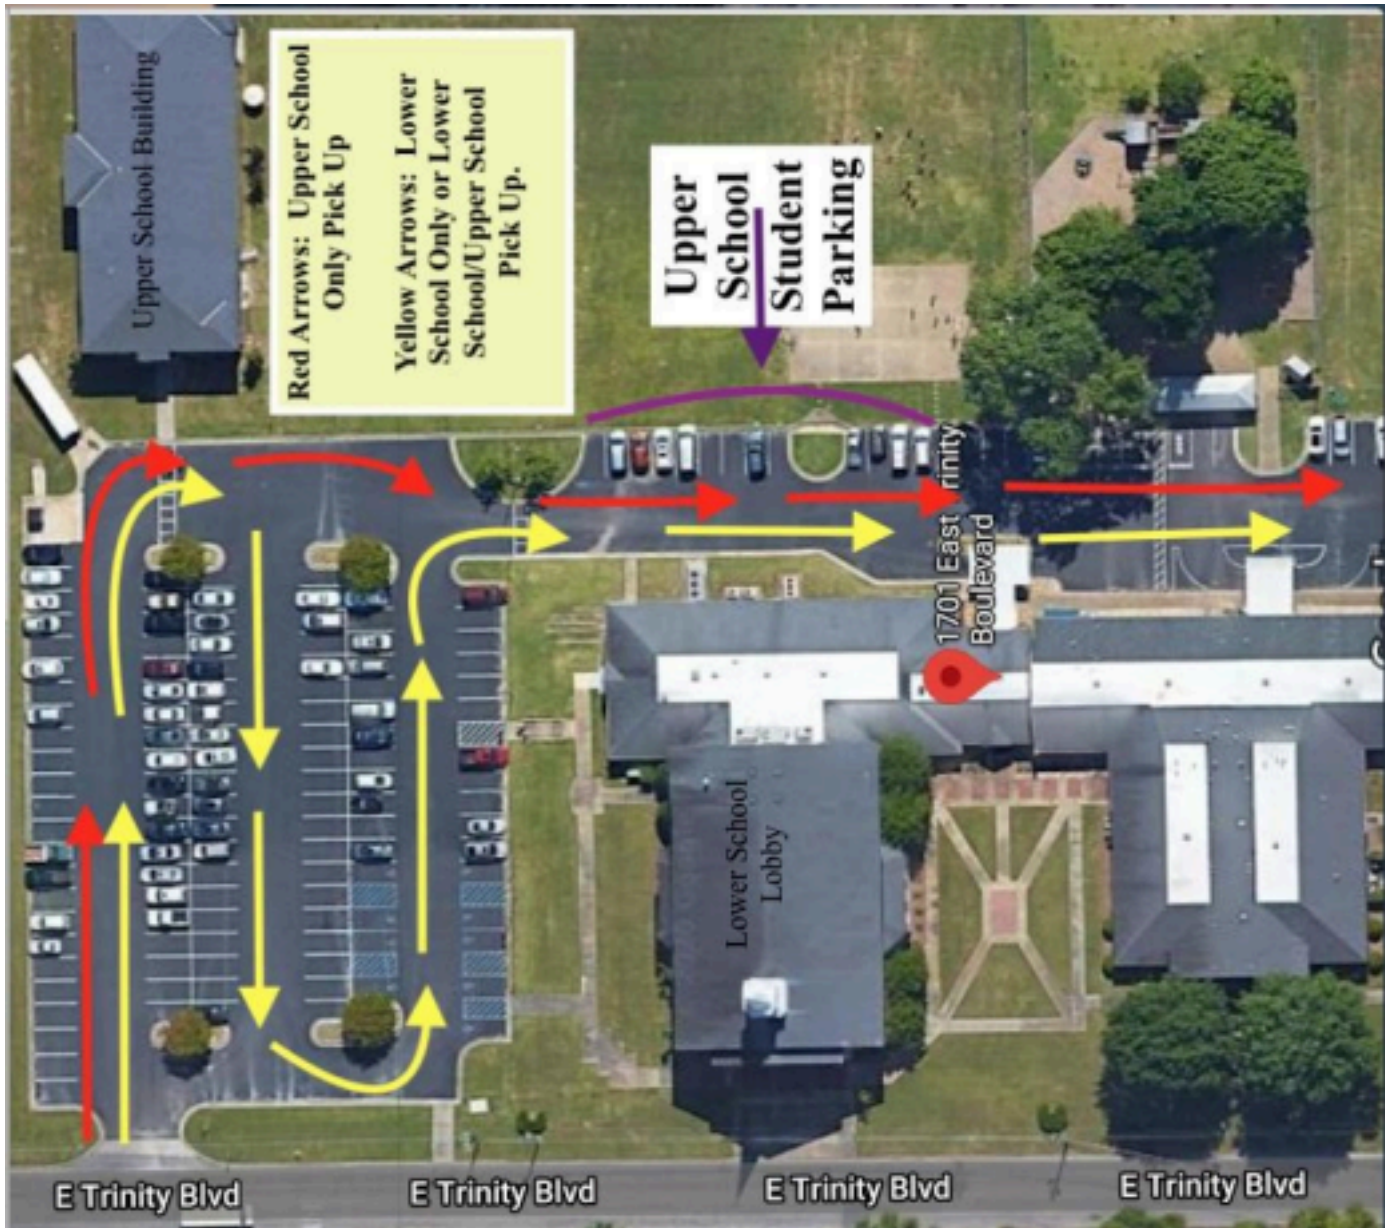 Upper School Building
Red Arrows:  Upper School
Only Pick Up
Yellow Arrows:  Lower
School Only or Lower
School/Upper School
Pick Up.
Upper
School
Student
Parking
1701 East Trinity
Boulevard
Lower School
Lobby
E Trinity Blvd
E Trinity Blvd
E Trinity Blvd
E Trinity Blvd